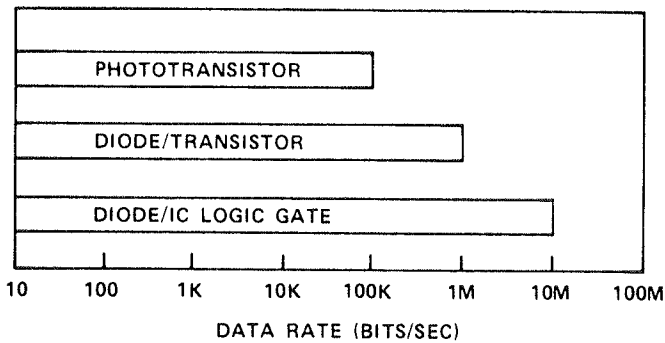 PHOTOTRANSISTOR
DIODE/TRANSISTOR
DIODE/IC LOGIC GATE
10 100 1K 10K 100K 1M 10M 100M
DATA RATE (BITS/SEC)